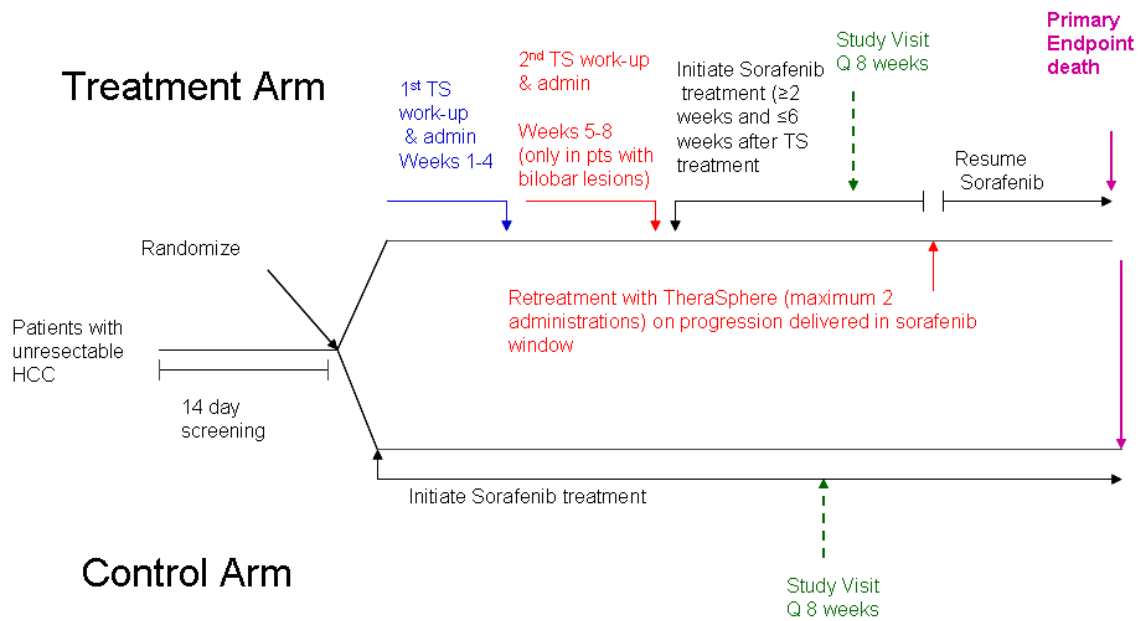 Treatment Arm
1st TS
work-up
& admin
Weeks 1-4
2nd TS work-up
& admin
Weeks 5-8
(only in pts with
bilobar lesions)
Initiate Sorafenib
treatment (≥2
weeks and ≤6
weeks after TS
treatment
Study Visit
Q 8 weeks
Primary
Endpoint
death
Resume
Sorafenib
Randomize
Retreatment with TheraSphere (maximum 2
administrations) on progression delivered in sorafenib
window
Patients with
unresectable
HCC
14 day
screening
Initiate Sorafenib treatment
Control Arm
Study Visit
Q 8 weeks